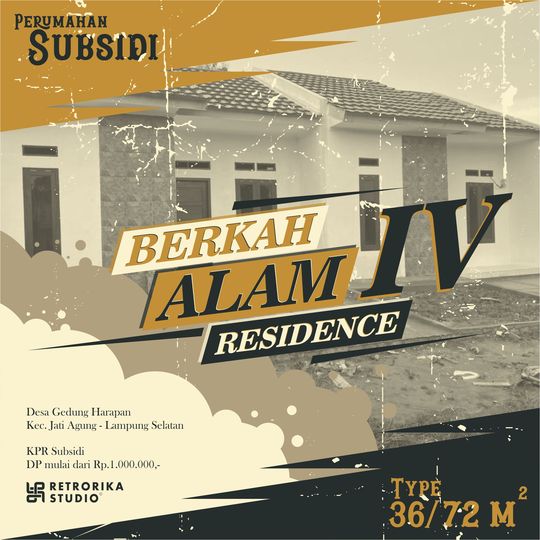 PERUMAHAN
SUBSIDI
BERKAH
ALAM IV
RESIDENCE
Desa Gedung Harapan
Kec. Jati Agung - Lampung Selatan
KPR Subsidi
DP mulai dari Rp.1.000.000,-
RETRORIKA
STUDIO
TYPE
36/72 M²